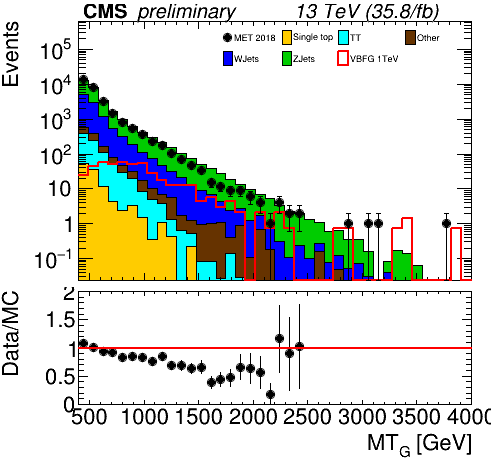 CMS preliminary 13 TeV (35.8/fb)
Events
MET 2018 Single top TT Other
WJets ZJets VBFG 1TeV
10⁵
10⁴
10³
10²
10
1
10⁻¹
Data/MC
2
1.5
1
0.5
0
500 1000 1500 2000 2500 3000 3500 4000
MT_G [GeV]